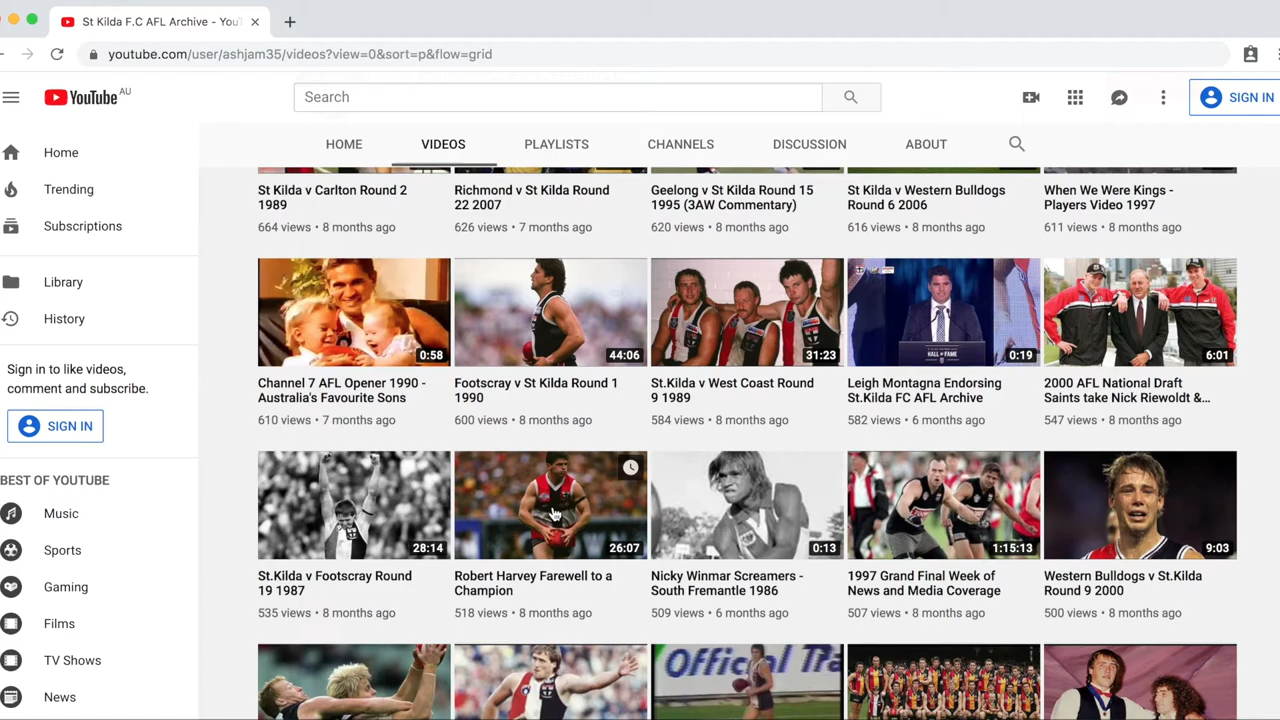 St Kilda F.C AFL Archive - YouT
youtube.com/user/ashjam35/videos?view=0&sort=p&flow=grid
YouTube AU
Search
SIGN IN
HOME VIDEOS PLAYLISTS CHANNELS DISCUSSION ABOUT
Home
Trending
Subscriptions
Library
History
Sign in to like videos,
comment and subscribe.
SIGN IN
BEST OF YOUTUBE
Music
Sports
Gaming
Films
TV Shows
News
St Kilda v Carlton Round 2
1989
664 views • 8 months ago
Richmond v St Kilda Round
22 2007
626 views • 7 months ago
Geelong v St Kilda Round 15
1995 (3AW Commentary)
620 views • 8 months ago
St Kilda v Western Bulldogs
Round 6 2006
616 views • 8 months ago
When We Were Kings -
Players Video 1997
611 views • 8 months ago
0:58
Channel 7 AFL Opener 1990 -
Australia's Favourite Sons
610 views • 7 months ago
44:06
Footscray v St Kilda Round 1
1990
600 views • 8 months ago
31:23
St.Kilda v West Coast Round
9 1989
584 views • 8 months ago
HALL OF FAME
0:19
Leigh Montagna Endorsing
St.Kilda FC AFL Archive
582 views • 6 months ago
6:01
2000 AFL National Draft
Saints take Nick Riewoldt &...
547 views • 8 months ago
28:14
St.Kilda v Footscray Round
19 1987
535 views • 8 months ago
26:07
Robert Harvey Farewell to a
Champion
518 views • 8 months ago
0:13
Nicky Winmar Screamers -
South Fremantle 1986
509 views • 6 months ago
1:15:13
1997 Grand Final Week of
News and Media Coverage
507 views • 8 months ago
9:03
Western Bulldogs v St.Kilda
Round 9 2000
500 views • 8 months ago
Official Tra